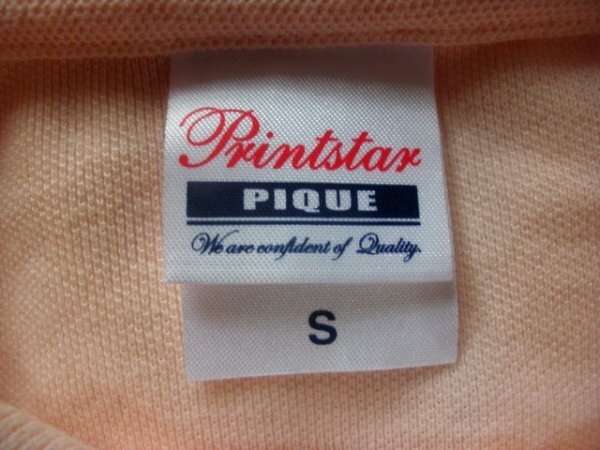 Printstar
PIQUE
We are confident of Quality.
S